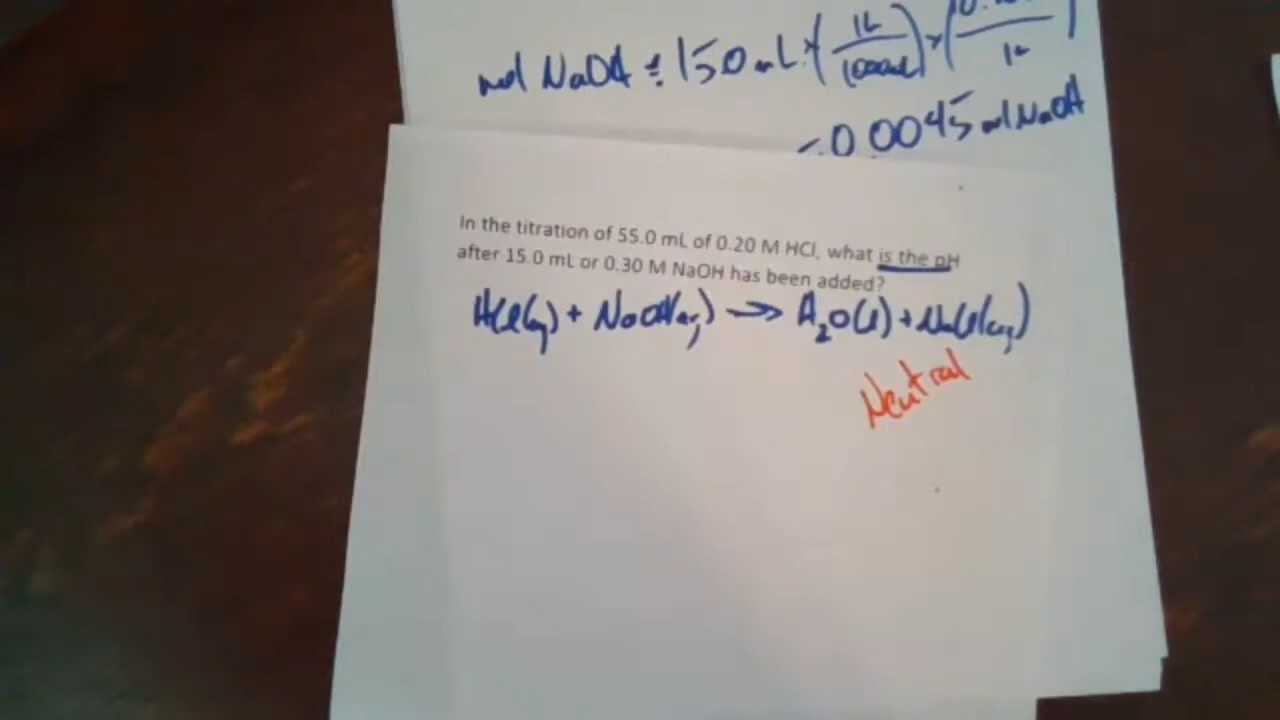 mol NaOH = 15.0 mL × (1L / 1000mL) × ( / 1L)
= 0.0045 mol NaOH
In the titration of 55.0 mL of 0.20 M HCl, what is the pH
after 15.0 mL or 0.30 M NaOH has been added?
HCl(aq) + NaOH(aq) → H₂O(l) + NaCl(aq)
Neutral